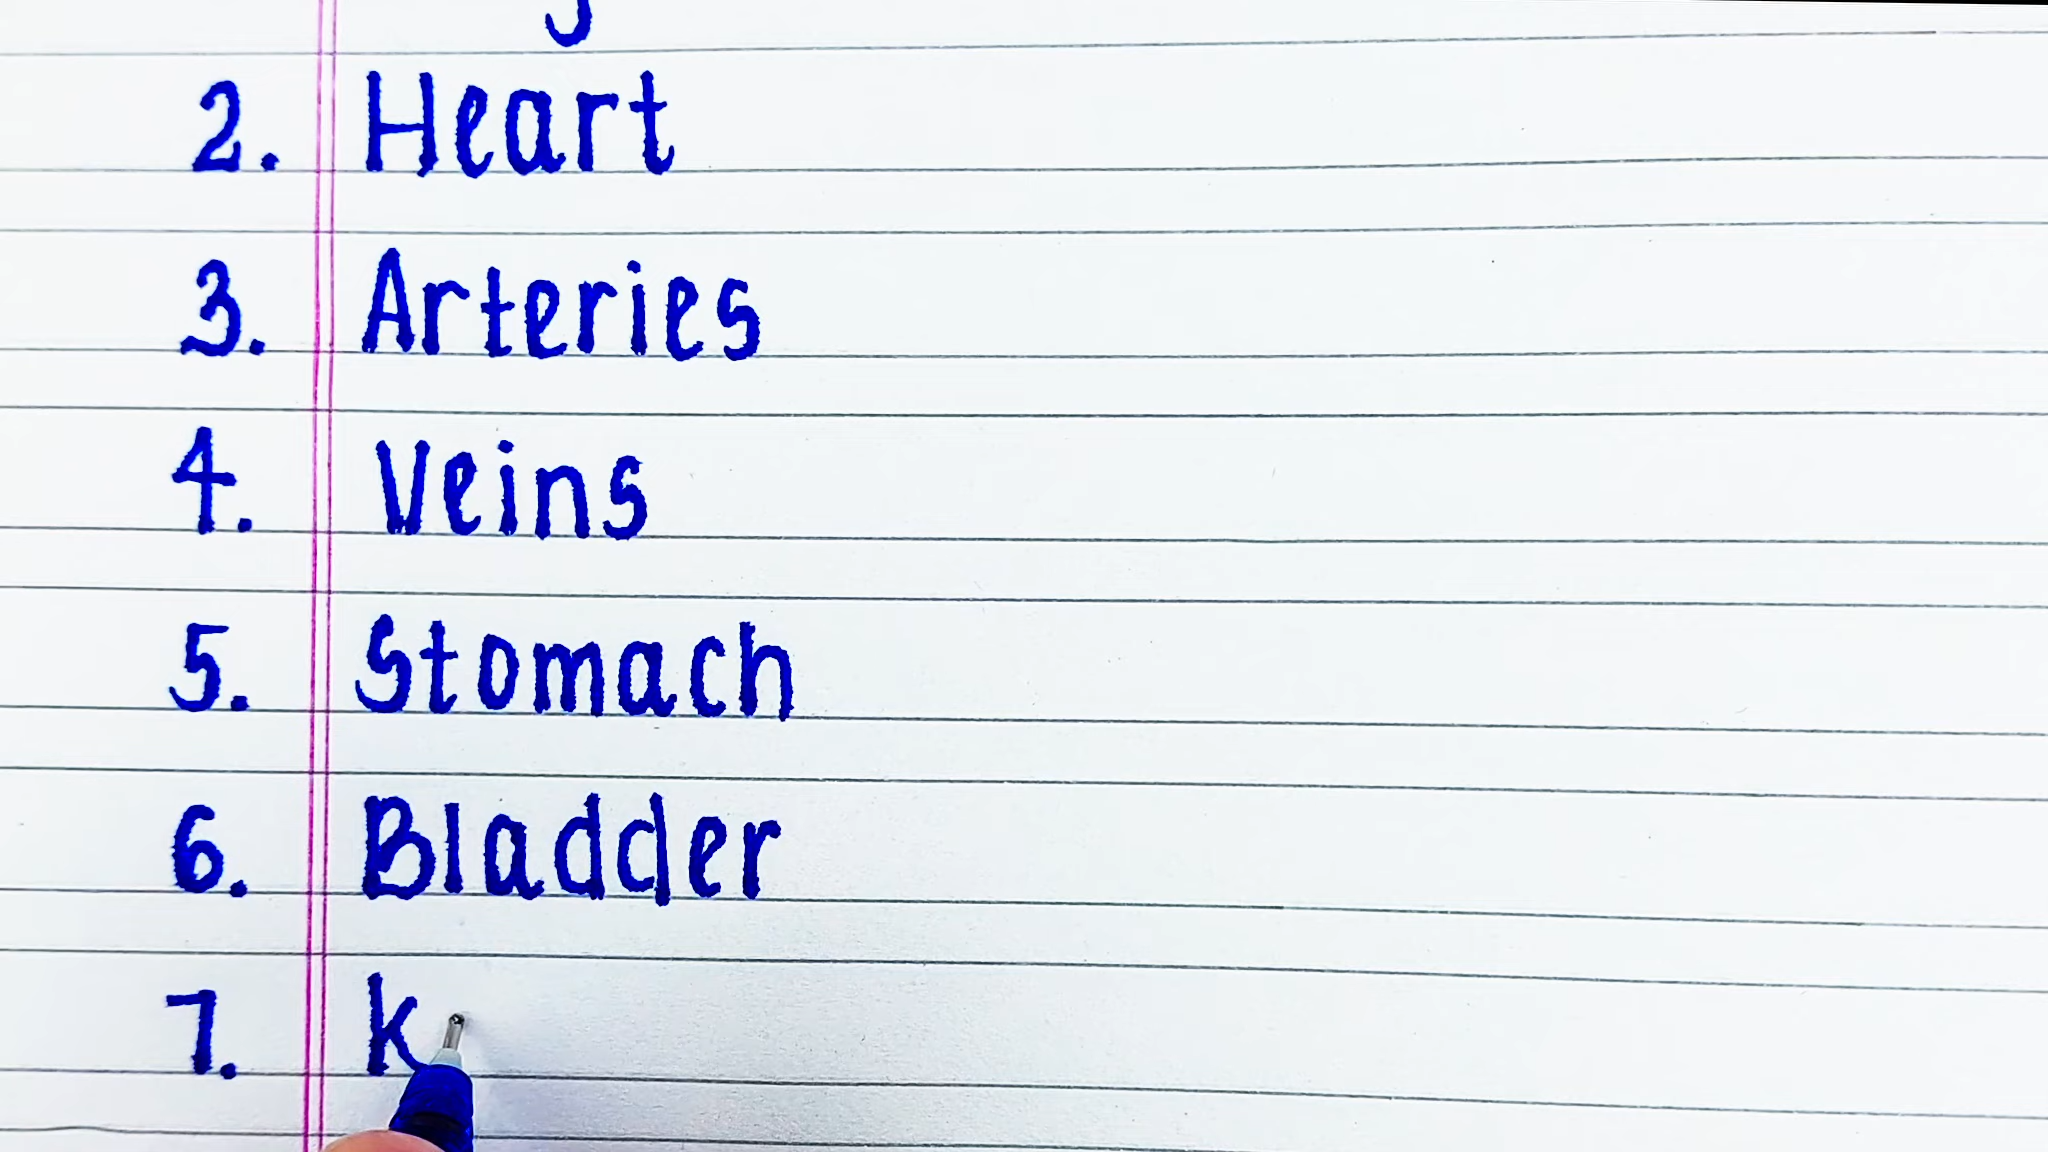 2. Heart
3. Arteries
4. Veins
5. Stomach
6. Bladder
7. K